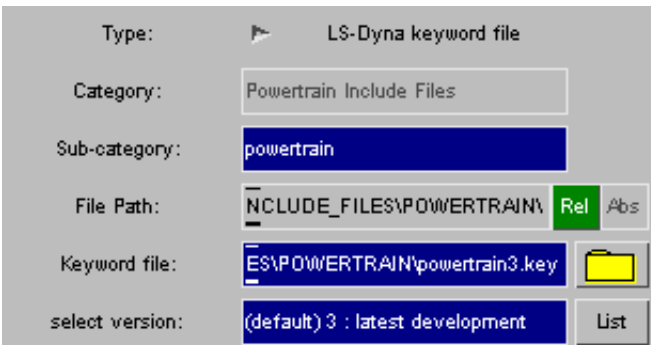 Type: LS-Dyna keyword file
Category: Powertrain Include Files
Sub-category: powertrain
File Path: NCLUDE_FILES\POWERTRAIN\ Rel Abs
Keyword file: ES\POWERTRAIN\powertrain3.key
select version: (default) 3 : latest development List